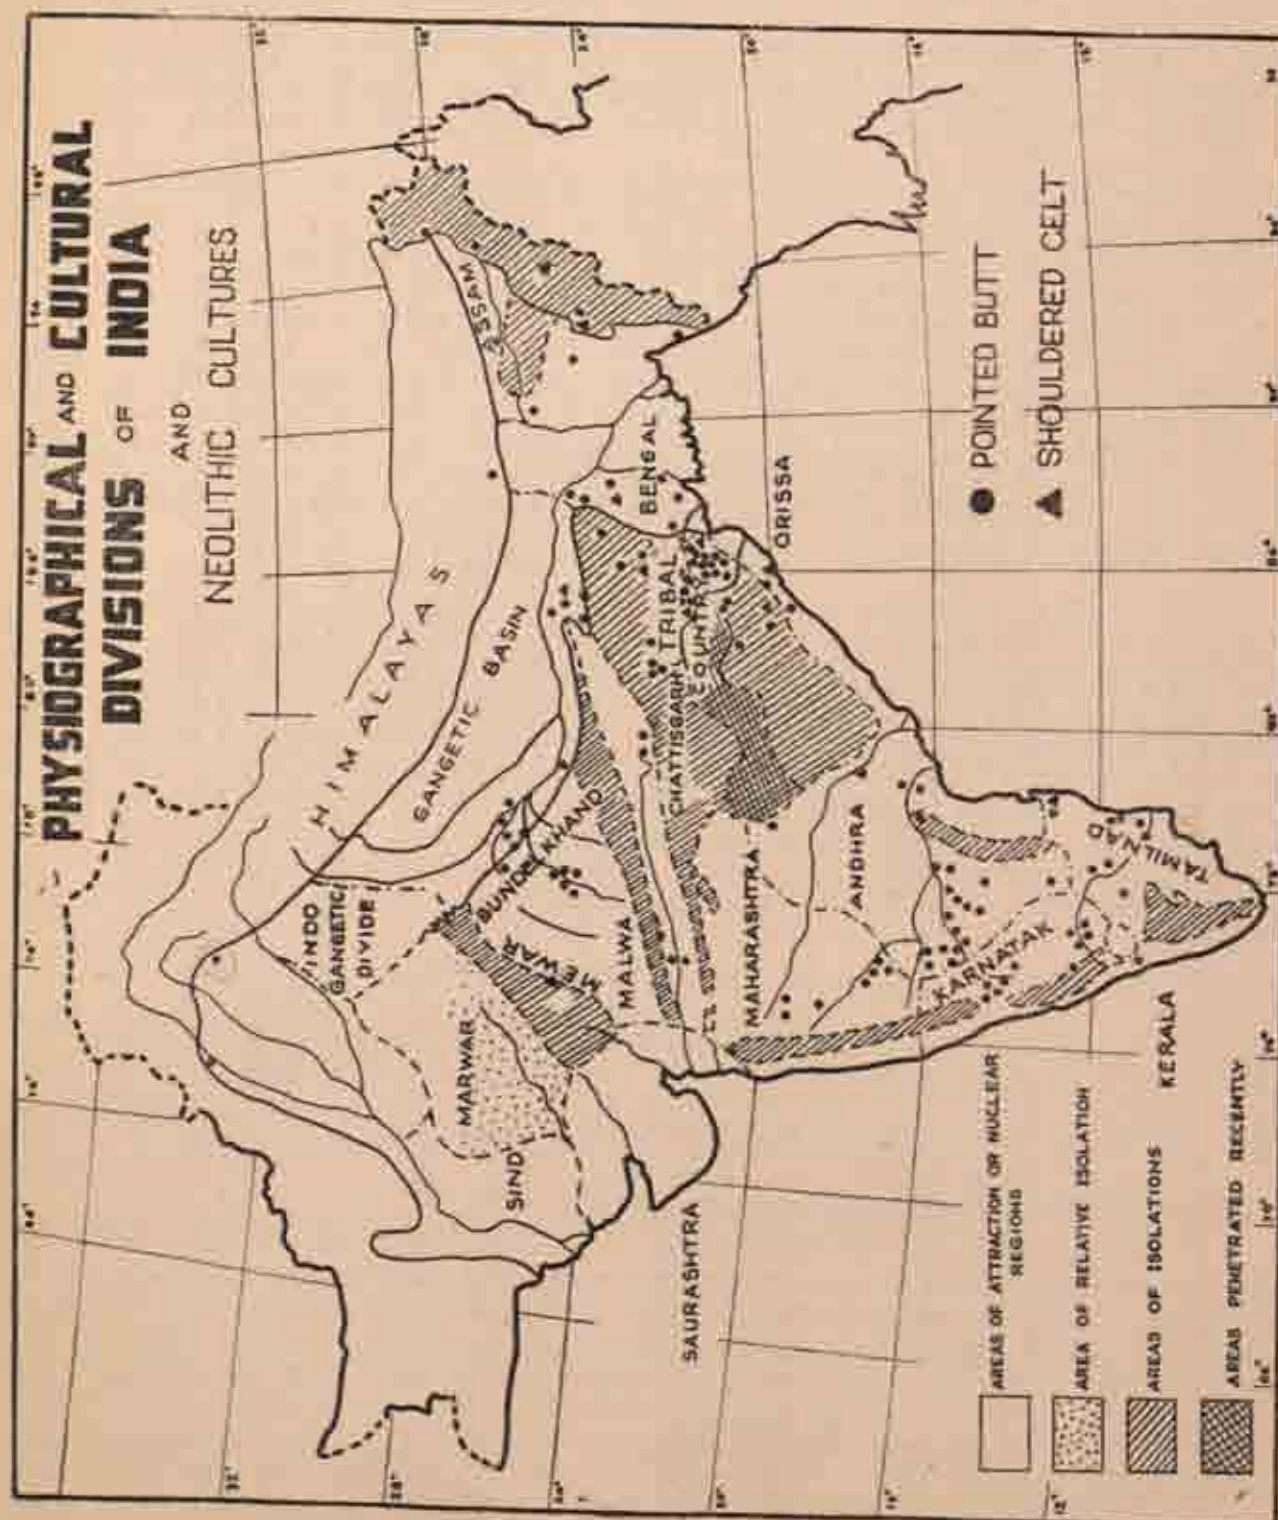 PHYSIOGRAPHICAL AND CULTURAL
DIVISIONS OF INDIA
AND
NEOLITHIC CULTURES
HIMALAYAS
GANGETIC BASIN
INDO
GANGETIC
DIVIDE
ASSAM
BUNDELKHAND
MEWAR
MARWAR
SIND
MALWA
BENGAL
TRIBAL
COUNTRY
CHATTISGARH
ORISSA
MAHARASHTRA
ANDHRA
KARNATAK
TAMILNAD
KERALA
SAURASHTRA
● POINTED BUTT
▲ SHOULDERED CELT
AREAS OF ATTRACTION OR NUCLEAR
REGIONS
AREA OF RELATIVE ISOLATION
AREAS OF ISOLATIONS
AREAS PENETRATED RECENTLY